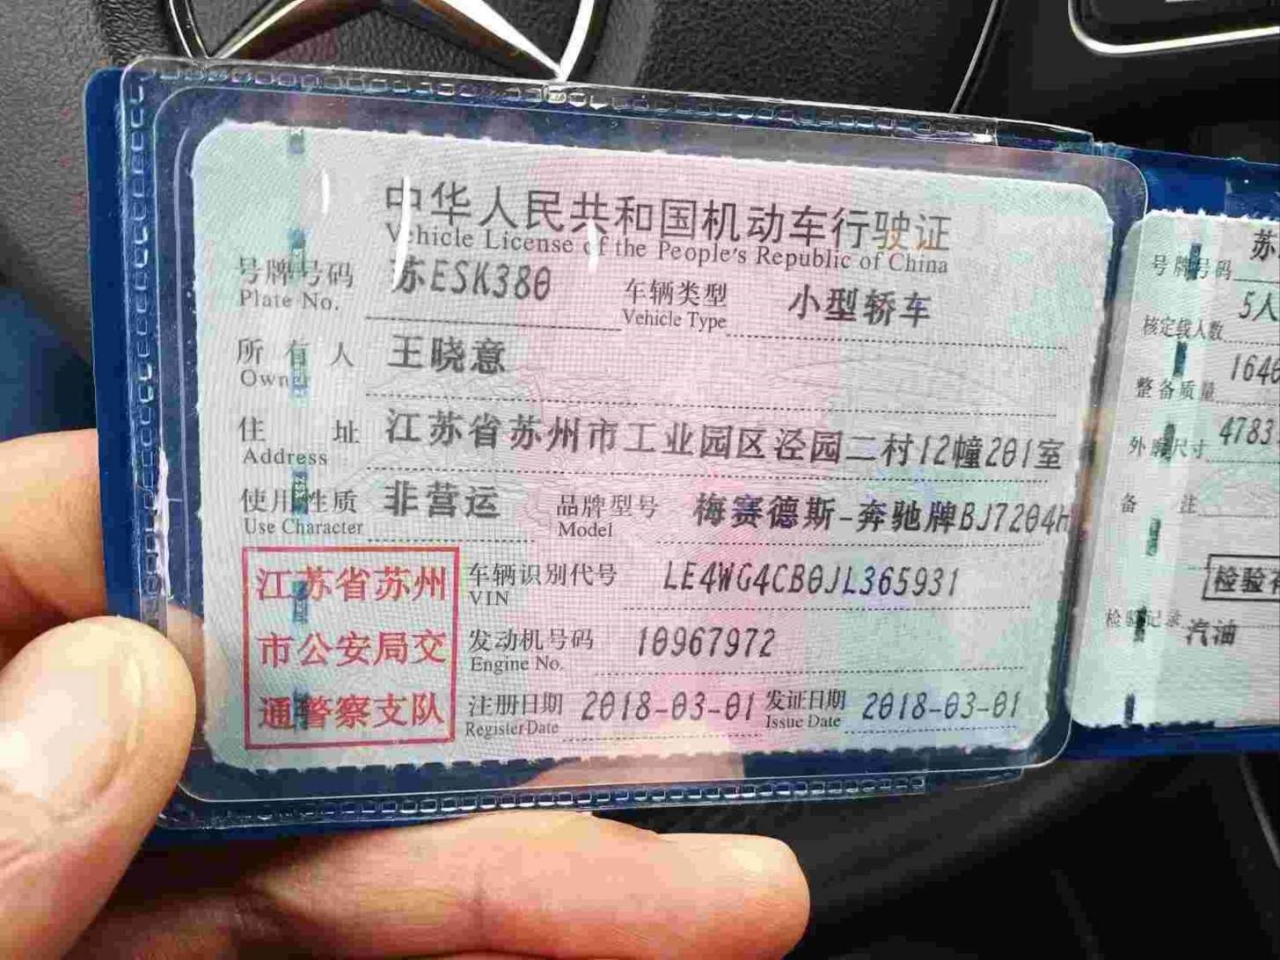 中华人民共和国机动车行驶证
Vehicle License of the People's Republic of China
号牌号码 苏ESK380 车辆类型 小型轿车
Plate No. Vehicle Type
所有人 王晓意
Owner
住址 江苏省苏州市工业园区泾园二村12幢201室
Address
使用性质 非营运 品牌型号 梅赛德斯-奔驰牌BJ7204H
Use Character Model
江苏省苏州
市公安局交
通警察支队
车辆识别代号 LE4WG4CB0JL365931
VIN
发动机号码 10967972
Engine No.
注册日期 2018-03-01 发证日期 2018-03-01
Register Date Issue Date
号牌号码 苏
核定载人数 5人
整备质量 1640
外廓尺寸 4783
备注
检验有
检验记录 汽油